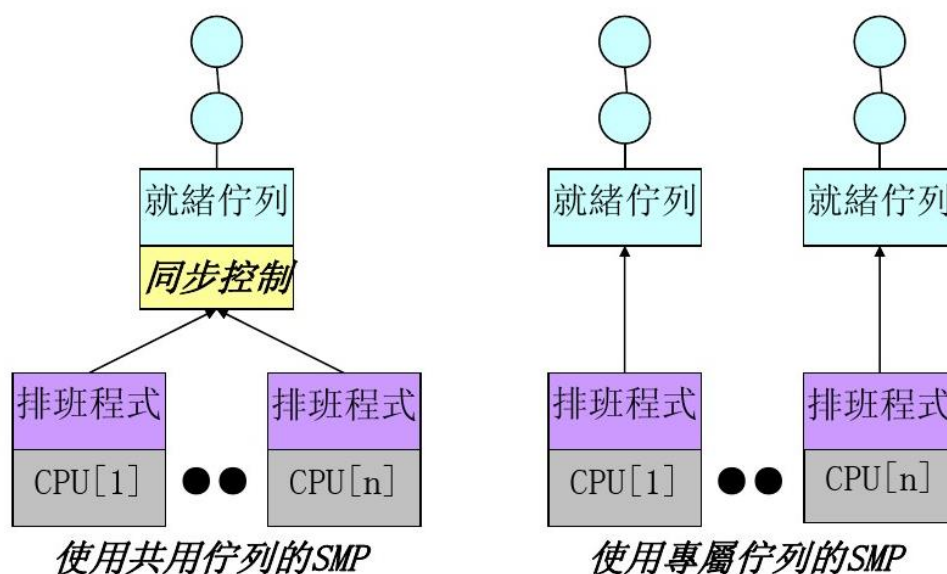 就緒佇列
同步控制
排班程式
CPU[1]
排班程式
CPU[n]
使用共用佇列的SMP
就緒佇列
就緒佇列
排班程式
CPU[1]
排班程式
CPU[n]
使用專屬佇列的SMP